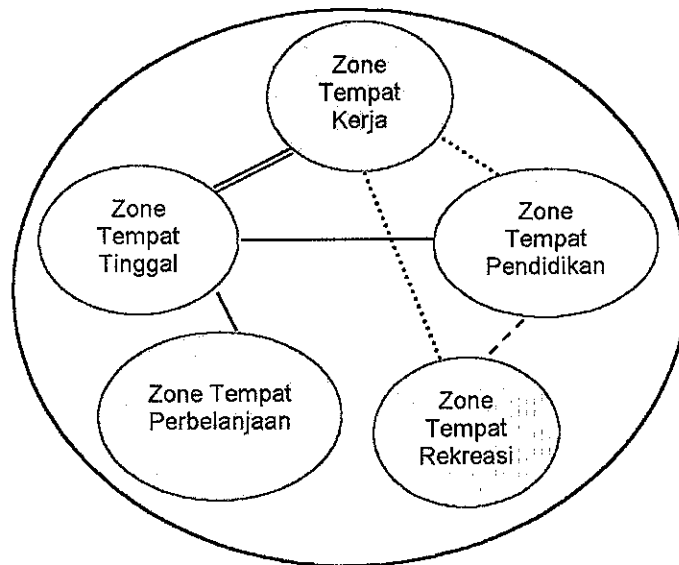 Zone
Tempat
Kerja
Zone
Tempat
Tinggal
Zone
Tempat
Pendidikan
Zone Tempat
Perbelanjaan
Zone
Tempat
Rekreasi